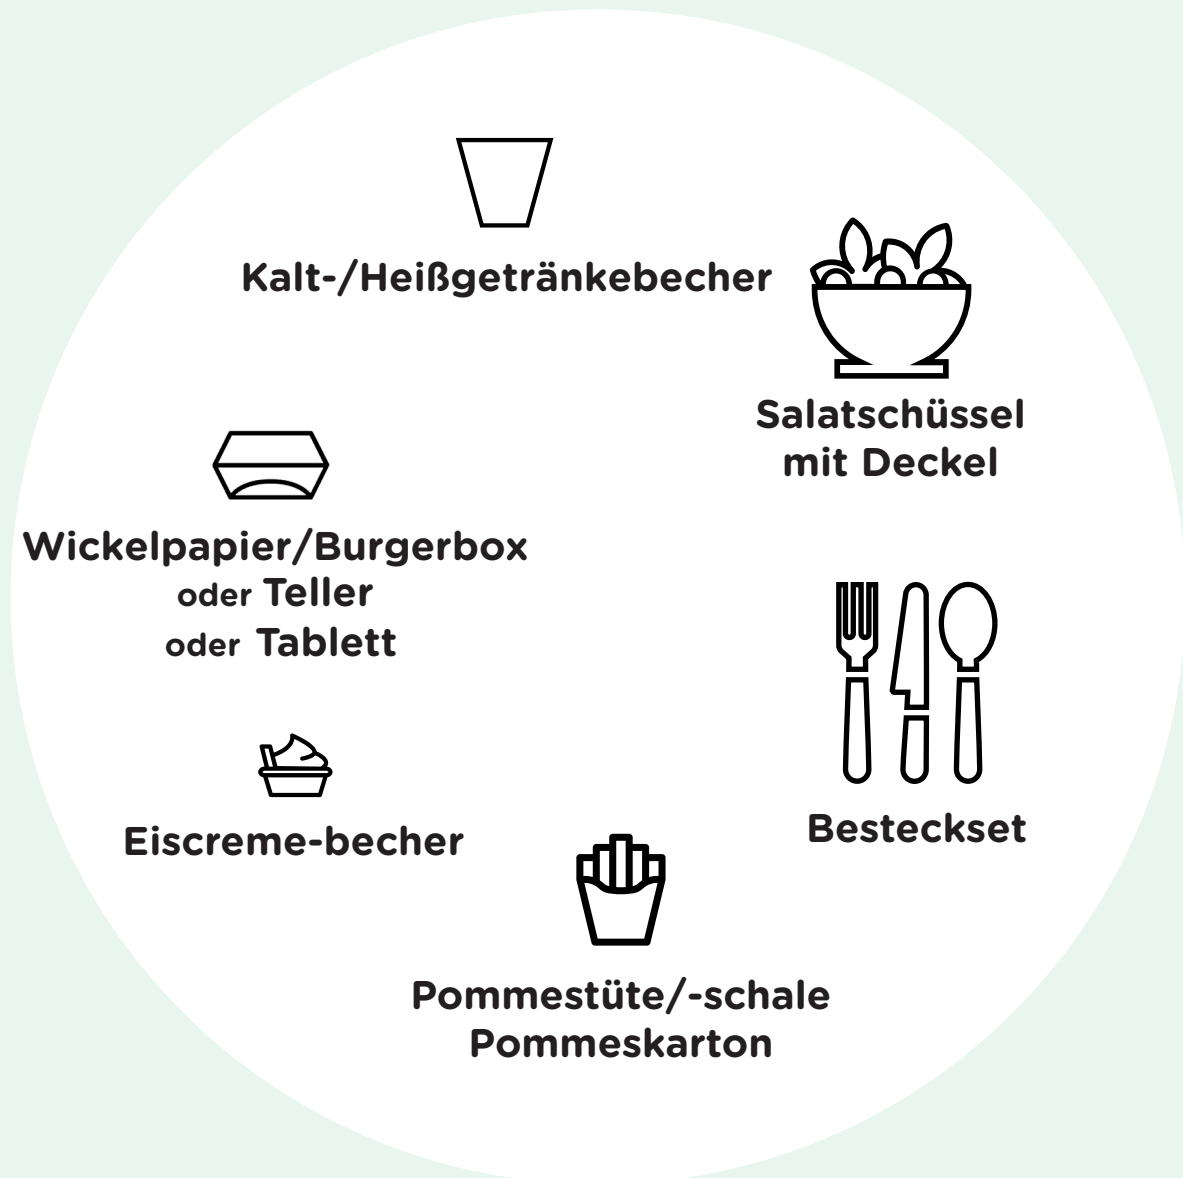 Kalt-/Heißgetränkebecher
Salatschüssel
mit Deckel
Wickelpapier/Burgerbox
oder Teller
oder Tablett
Besteckset
Eiscreme-becher
Pommestüte/-schale
Pommeskarton